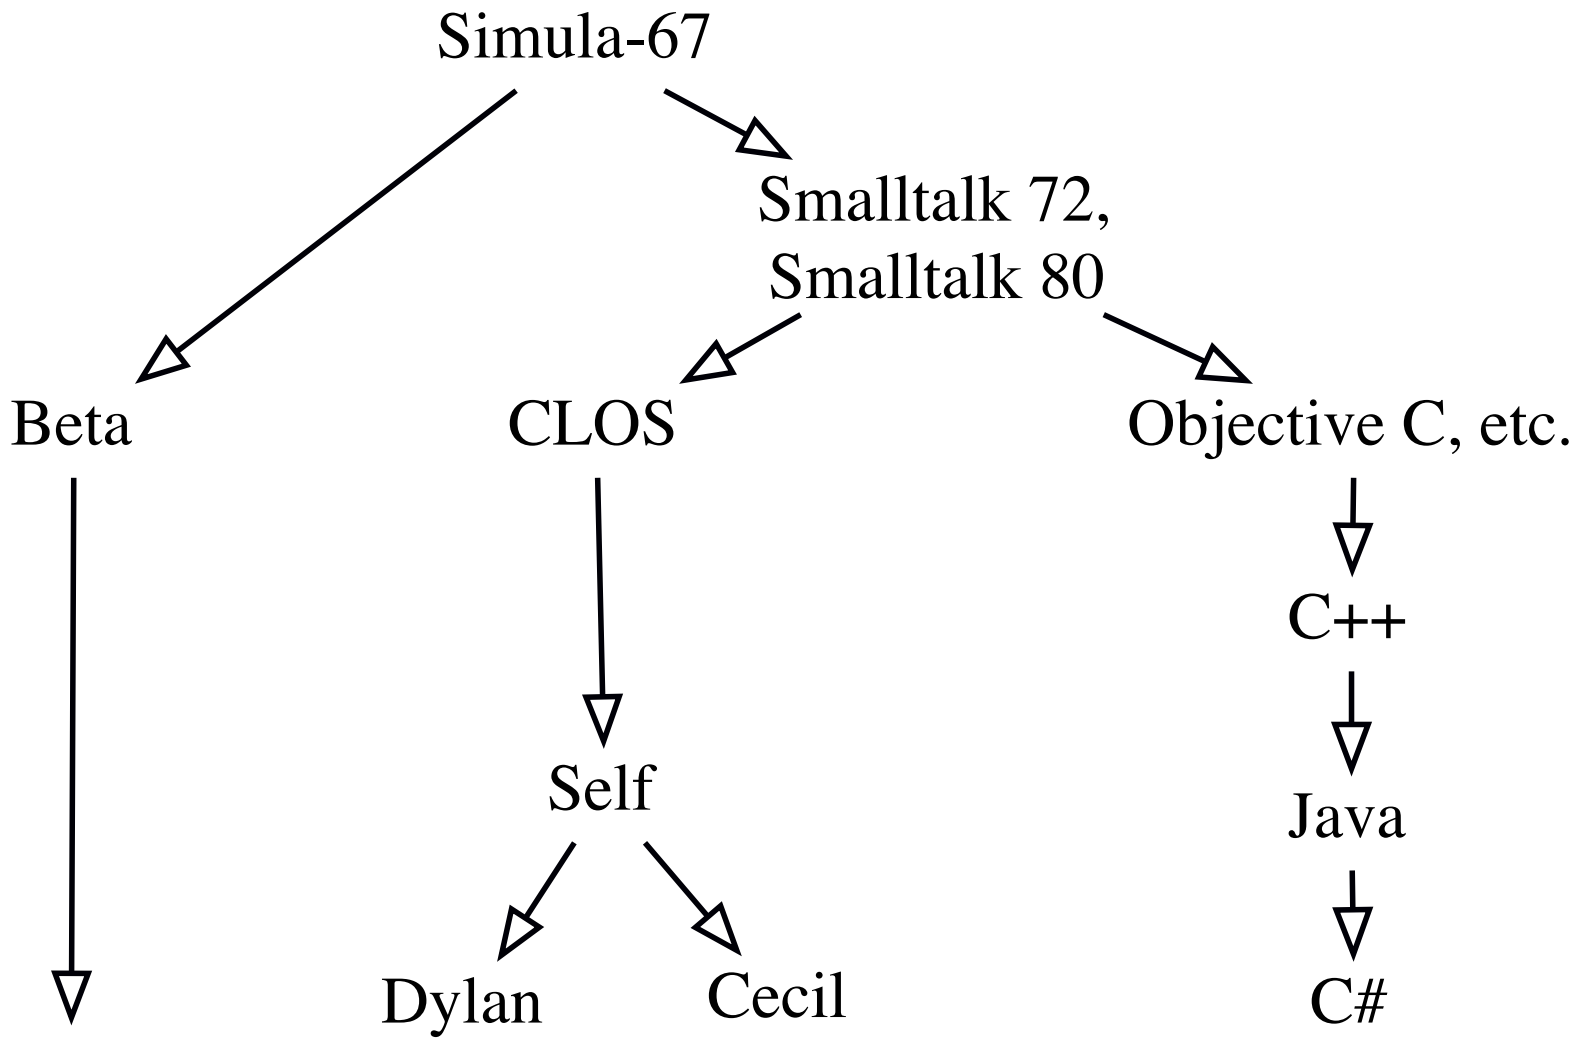 Simula-67
Smalltalk 72,
Smalltalk 80
Beta
CLOS
Objective C, etc.
C++
Self
Java
Dylan
Cecil
C#